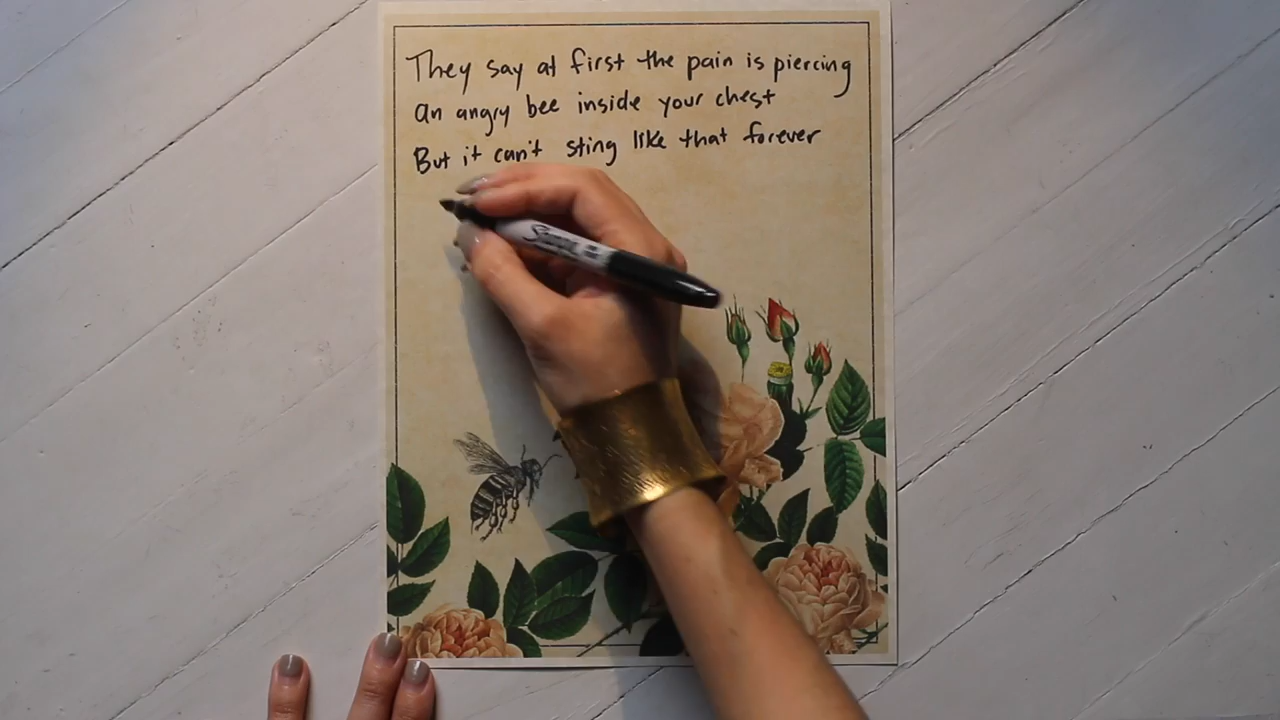 They say at first the pain is piercing
an angry bee inside your chest
But it can't sting like that forever
Sharpie